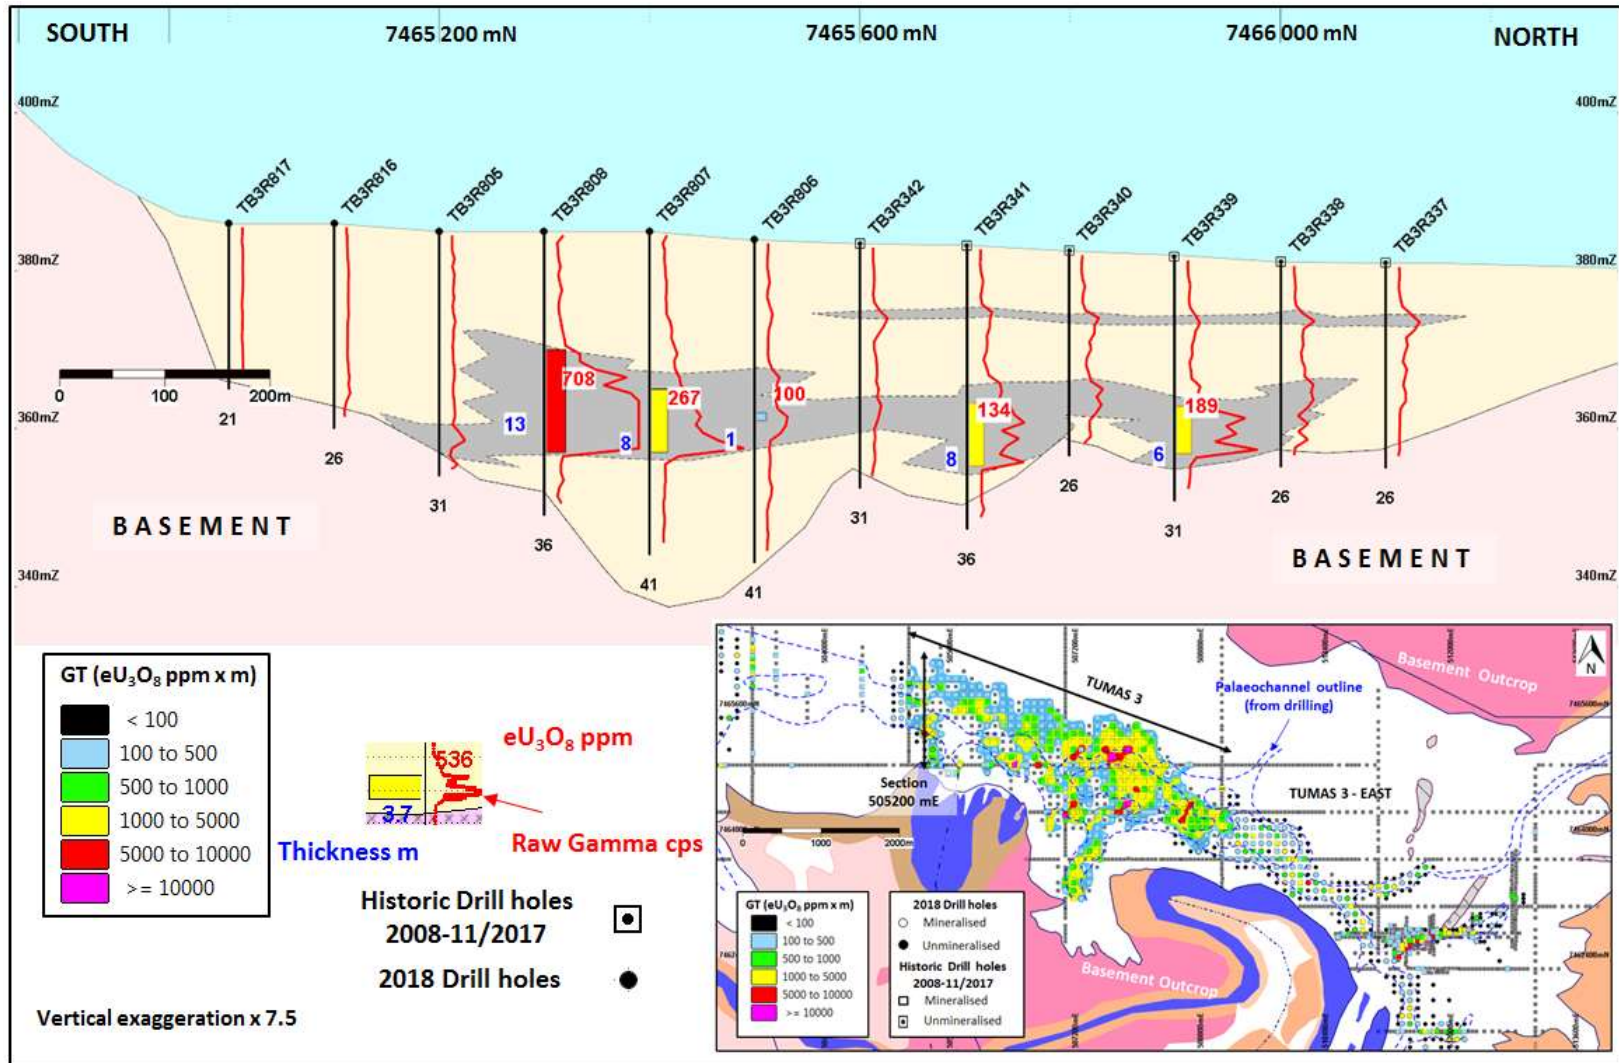 SOUTH
7465 200 mN
7465 600 mN
7466 000 mN
NORTH
400mZ
400mZ
TB3R817
TB3R816
TB3R805
TB3R808
TB3R807
TB3R806
TB3R342
TB3R341
TB3R340
TB3R339
TB3R338
TB3R337
380mZ
380mZ
0 100 200m
708
267
100
134
189
13
8
1
8
6
360mZ
360mZ
21
26
31
36
41
41
31
36
26
31
26
26
BASEMENT
BASEMENT
340mZ
340mZ
GT (eU₃O₈ ppm x m)
< 100
100 to 500
500 to 1000
1000 to 5000
5000 to 10000
>= 10000
536
3.7
eU₃O₈ ppm
Raw Gamma cps
Thickness m
Historic Drill holes
2008-11/2017
2018 Drill holes
Vertical exaggeration x 7.5
TUMAS 3
Palaeochannel outline
(from drilling)
Basement Outcrop
N
Section
505200 mE
TUMAS 3 - EAST
0 1000 2000m
507200mE
7465600mN
Basement Outcrop
GT (eU₃O₈ ppm x m)
< 100
100 to 500
500 to 1000
1000 to 5000
5000 to 10000
>= 10000
2018 Drill holes
Mineralised
Unmineralised
Historic Drill holes
2008-11/2017
Mineralised
Unmineralised